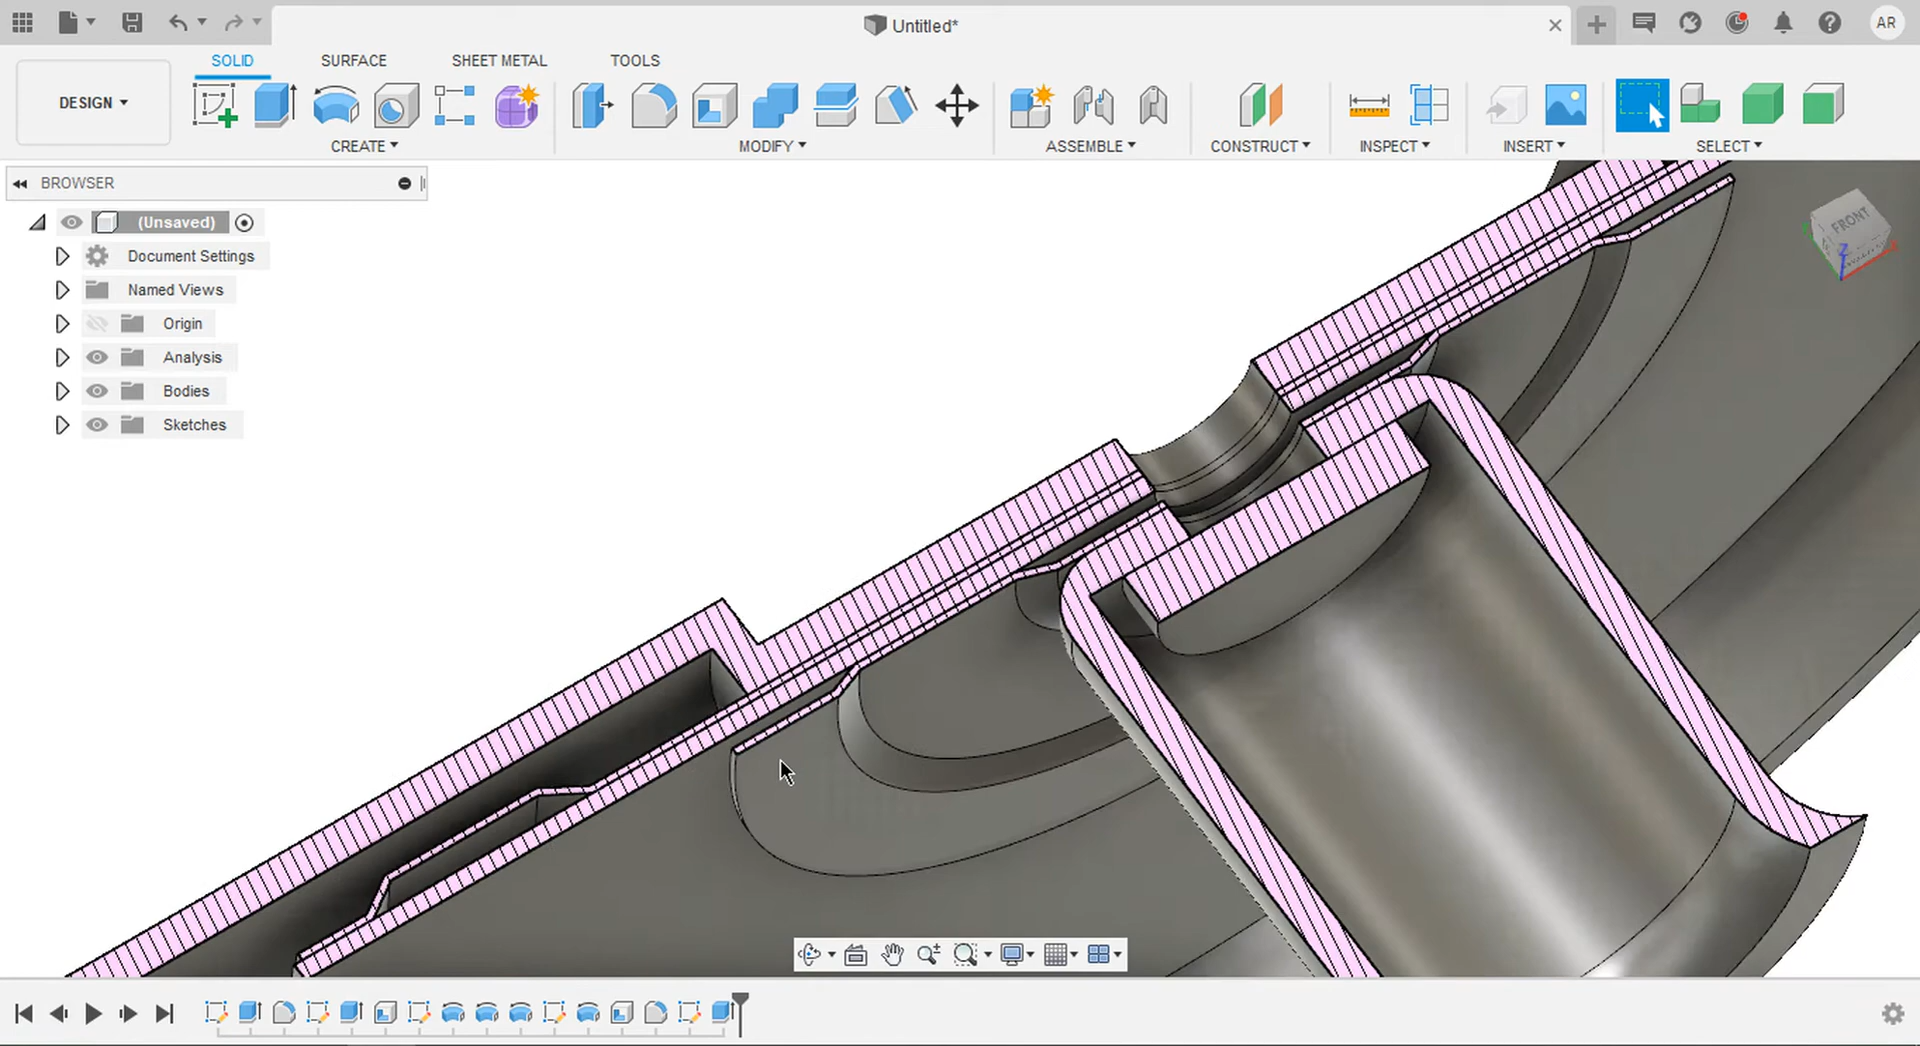 Untitled*
AR
DESIGN
SOLID
SURFACE
SHEET METAL
TOOLS
CREATE
MODIFY
ASSEMBLE
CONSTRUCT
INSPECT
INSERT
SELECT
BROWSER
(Unsaved)
Document Settings
Named Views
Origin
Analysis
Bodies
Sketches
FRONT
Z